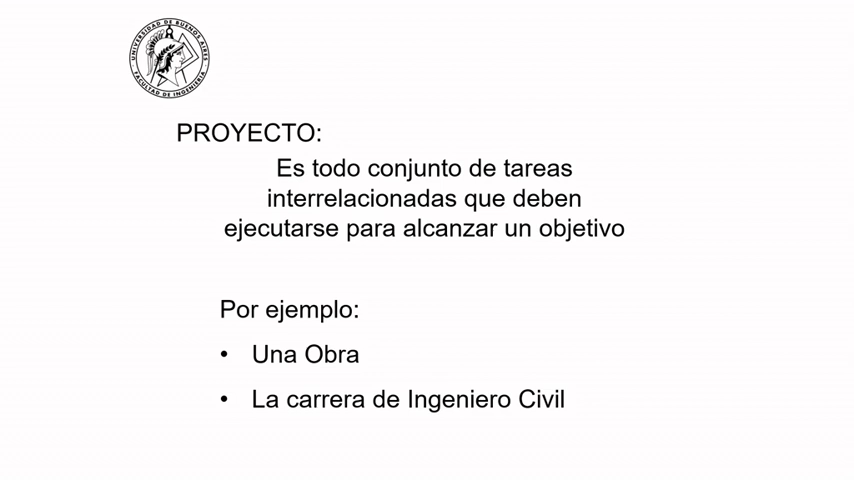 UNIVERSIDAD DE BUENOS AIRES
FACULTAD DE INGENIERIA
PROYECTO:
Es todo conjunto de tareas
interrelacionadas que deben
ejecutarse para alcanzar un objetivo
Por ejemplo:
• Una Obra
• La carrera de Ingeniero Civil